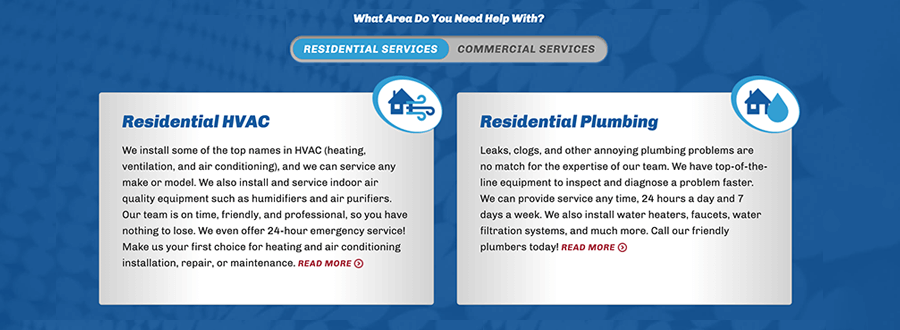 What Area Do You Need Help With?
RESIDENTIAL SERVICES
COMMERCIAL SERVICES
Residential HVAC
We install some of the top names in HVAC (heating,
ventilation, and air conditioning), and we can service any
make or model. We also install and service indoor air
quality equipment such as humidifiers and air purifiers.
Our team is on time, friendly, and professional, so you have
nothing to lose. We even offer 24-hour emergency service!
Make us your first choice for heating and air conditioning
installation, repair, or maintenance. READ MORE
Residential Plumbing
Leaks, clogs, and other annoying plumbing problems are
no match for the expertise of our team. We have top-of-the-
line equipment to inspect and diagnose a problem faster.
We can provide service any time, 24 hours a day and 7
days a week. We also install water heaters, faucets, water
filtration systems, and much more. Call our friendly
plumbers today! READ MORE